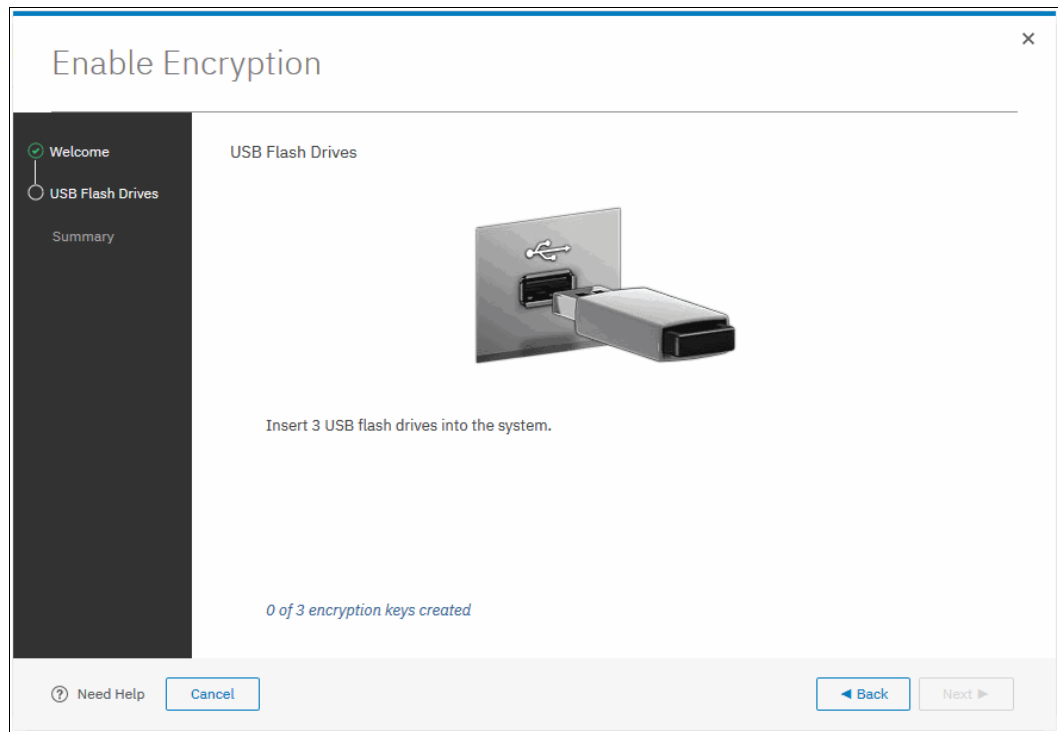 Enable Encryption
Welcome
USB Flash Drives
Summary
USB Flash Drives
Insert 3 USB flash drives into the system.
0 of 3 encryption keys created
Need Help
Cancel
Back
Next